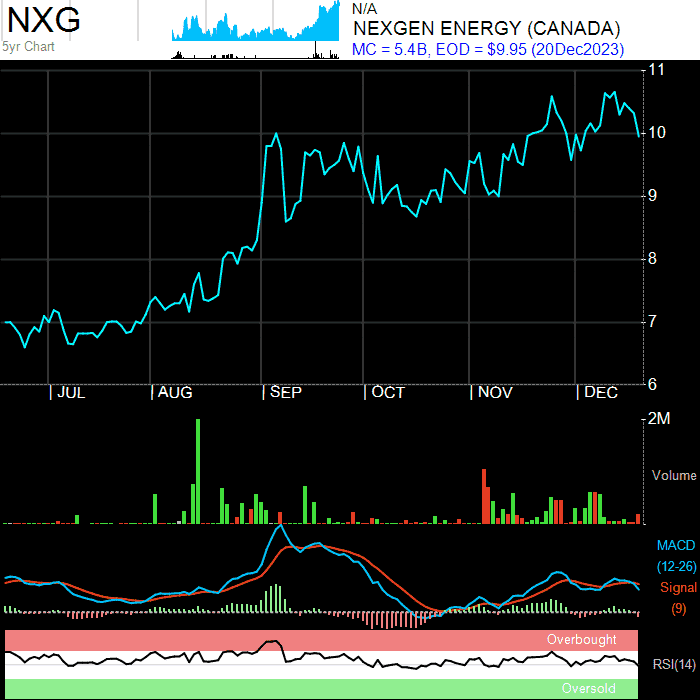 NXG
5yr Chart
N/A
NEXGEN ENERGY (CANADA)
MC = 5.4B, EOD = $9.95 (20Dec2023)
11
10
9
8
7
6
JUL
AUG
SEP
OCT
NOV
DEC
2M
Volume
MACD
(12-26)
Signal
(9)
Overbought
RSI(14)
Oversold